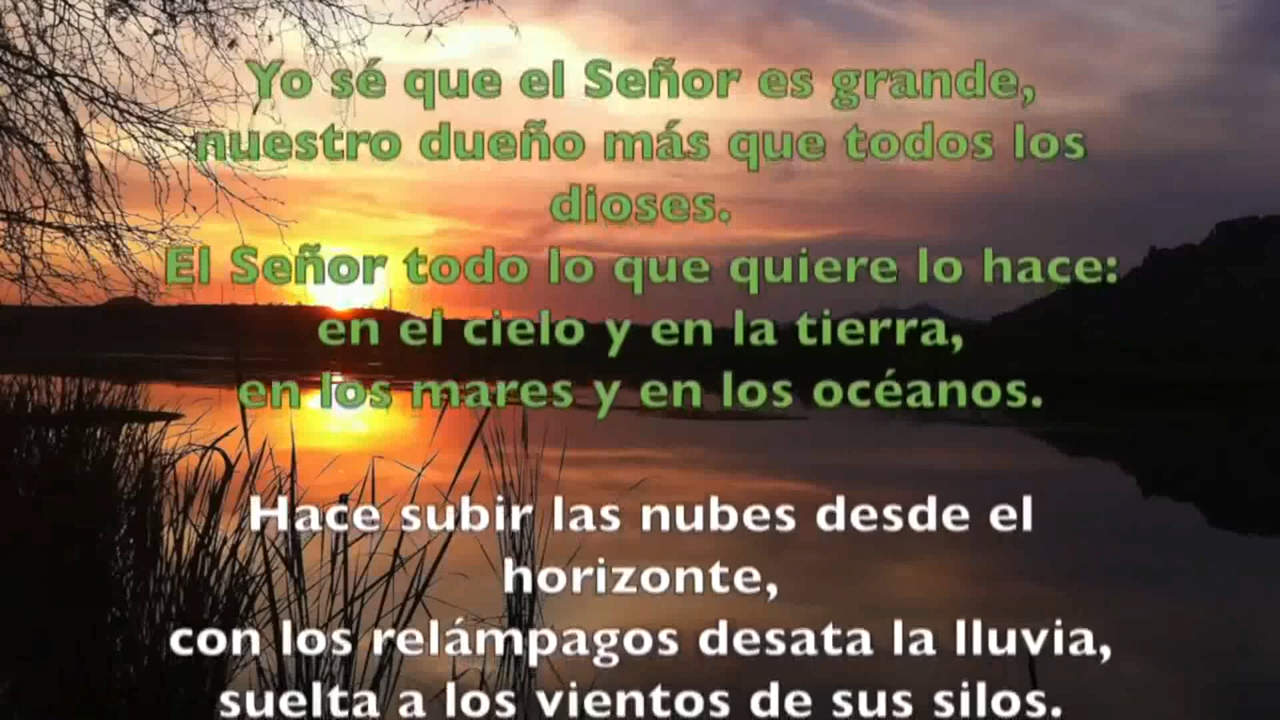 Yo sé que el Señor es grande,
nuestro dueño más que todos los
dioses.
El Señor todo lo que quiere lo hace:
en el cielo y en la tierra,
en los mares y en los océanos.
Hace subir las nubes desde el
horizonte,
con los relámpagos desata la lluvia,
suelta a los vientos de sus silos.